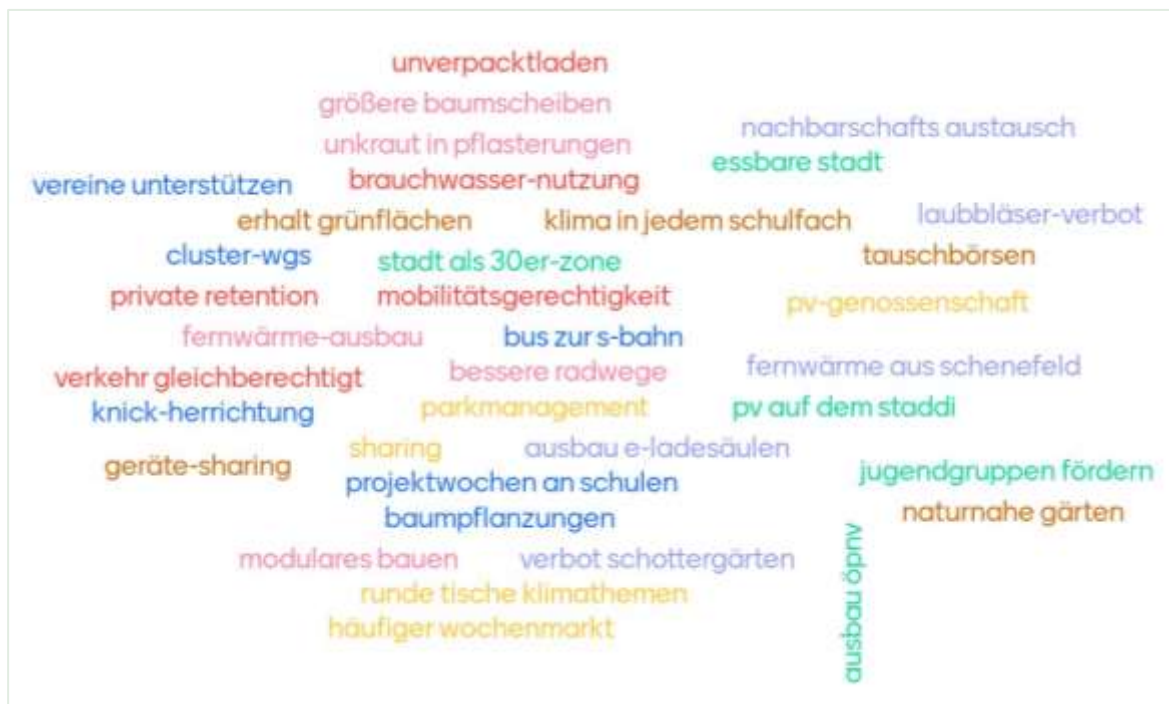 unverpacktladen
größere baumscheiben
nachbarschafts austausch
unkraut in pflasterungen
essbare stadt
vereine unterstützen
brauchwasser-nutzung
erhalt grünflächen
klima in jedem schulfach
laubbläser-verbot
cluster-wgs
stadt als 30er-zone
tauschbörsen
private retention
mobilitätsgerechtigkeit
pv-genossenschaft
fernwärme-ausbau
bus zur s-bahn
verkehr gleichberechtigt
bessere radwege
fernwärme aus schenefeld
knick-herrichtung
parkmanagement
pv auf dem staddi
sharing
ausbau e-ladesäulen
geräte-sharing
projektwochen an schulen
jugendgruppen fördern
baumpflanzungen
naturnahe gärten
modulares bauen
verbot schottergärten
runde tische klimathemen
häufiger wochenmarkt
ausbau öpnv